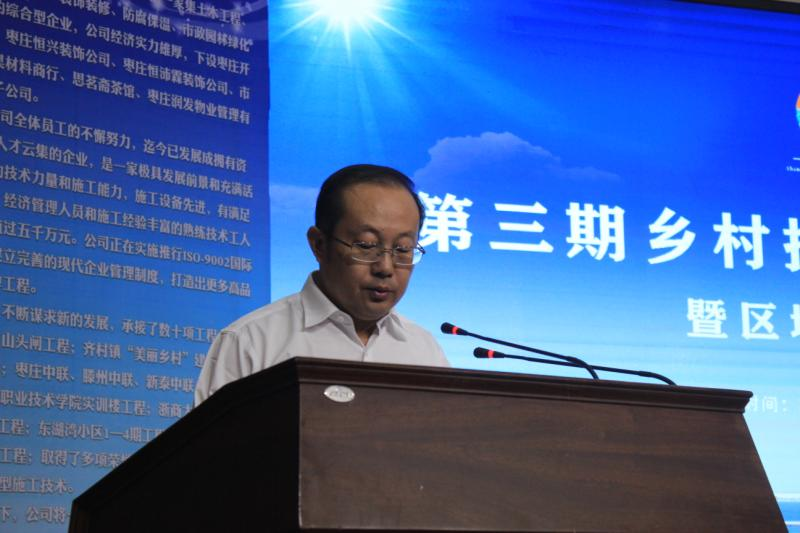 饰装修、防腐保温、市政园林绿化
的综合型企业，公司经济实力雄厚，下设枣庄开
枣庄恒兴装饰公司、枣庄恒沛霖装饰公司、市
材料商行、思茗斋茶馆、枣庄润发物业管理有
公司。
司全体员工的不懈努力，迄今已发展成拥有资
人才云集的企业，是一家极具发展前景和充满活
的技术力量和施工能力，施工设备先进，有满足
经济管理人员和施工经验丰富的熟练技术工人
过五千万元。公司正在实施推行ISO-9002国际
建立完善的现代企业管理制度，打造出更多高品
工程。
不断谋求新的发展、承接了数十项工程
山头闸工程；齐村镇“美丽乡村”建
枣庄中联、滕州中联、新泰中联
职业技术学院实训楼工程；浙商
工程；东湖湾小区1—4期工程
工程；取得了多项荣
型施工技术。
下，公司将一
第三期乡村
暨区
时间：